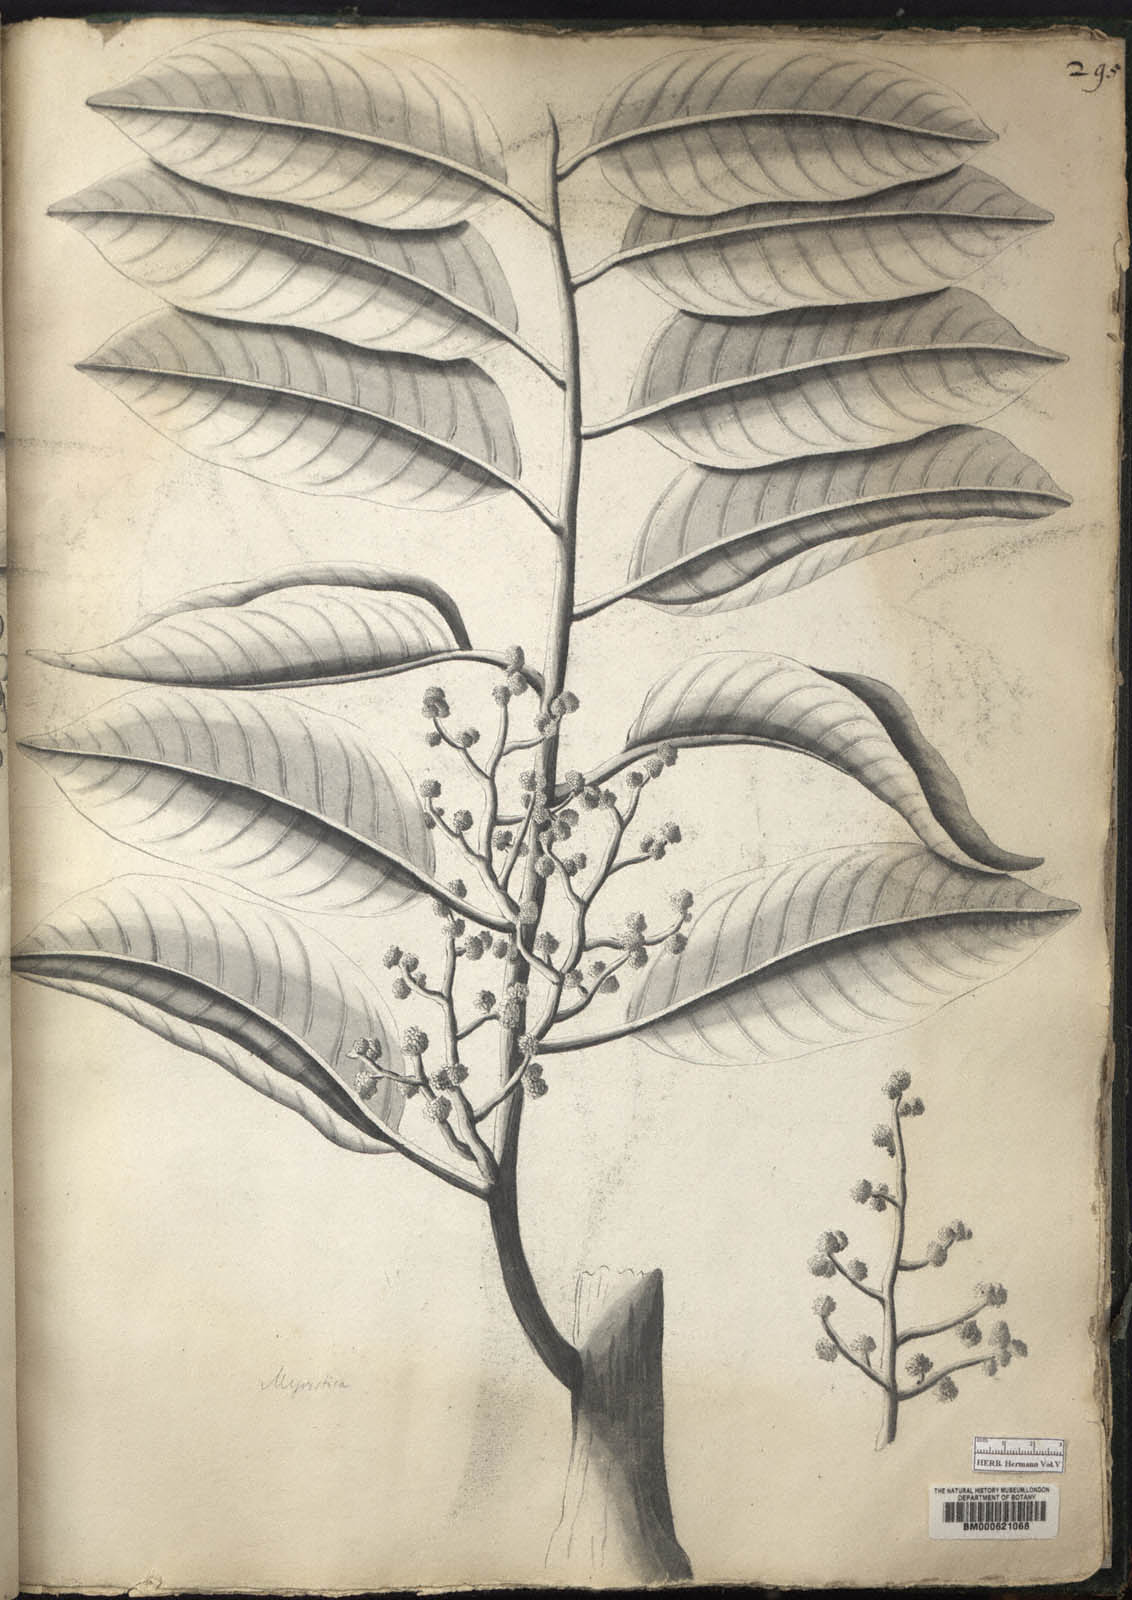 295
Myristica
HERB. Hermann Vol.V
THE NATURAL HISTORY MUSEUM, LONDON
DEPARTMENT OF BOTANY
BM000621068